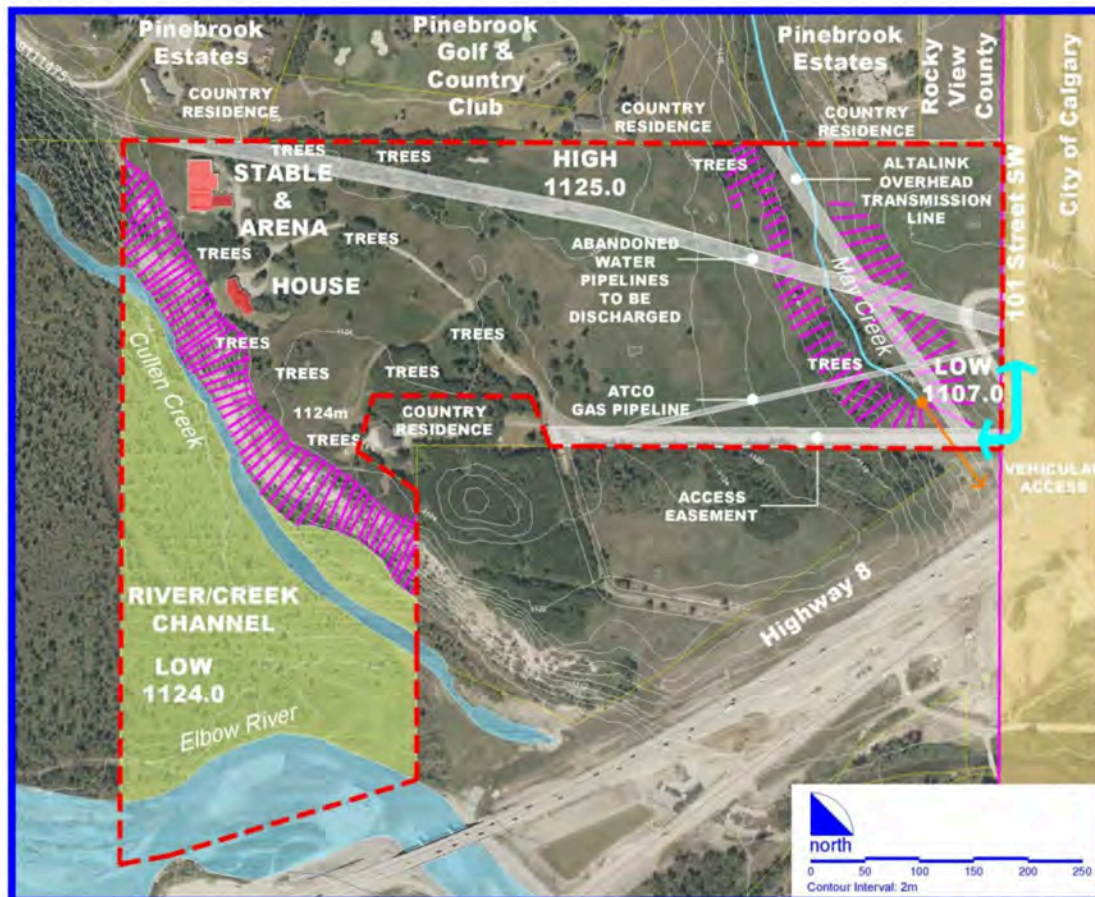 Pinebrook
Estates
Pinebrook
Golf &
Country
Club
Pinebrook
Estates
Rocky
View
County
City of Calgary
COUNTRY
RESIDENCE
COUNTRY
RESIDENCE
COUNTRY
RESIDENCE
101 Street SW
TREES
TREES
TREES
HIGH
1125.0
ALTALINK
OVERHEAD
TRANSMISSION
LINE
STABLE
&
ARENA
TREES
TREES
ABANDONED
WATER
PIPELINES
TO BE
DISCHARGED
May Creek
HOUSE
TREES
TREES
TREES
TREES
LOW
1107.0
Cullen Creek
1124m
TREES
COUNTRY
RESIDENCE
ATCO
GAS PIPELINE
VEHICULAR
ACCESS
ACCESS
EASEMENT
RIVER/CREEK
CHANNEL
LOW
1124.0
Elbow River
Highway 8
north
0 50 100 150 200 250
Contour Interval: 2m